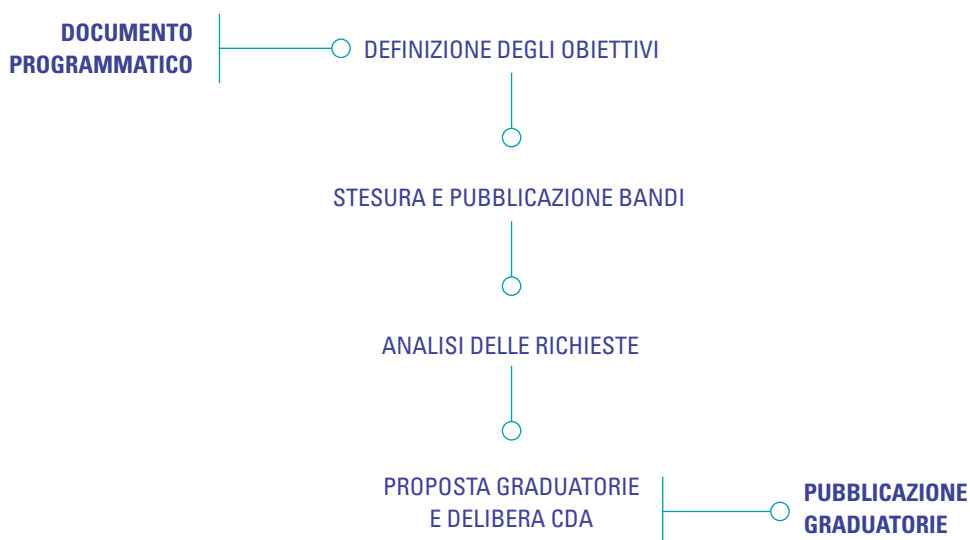 DOCUMENTO
PROGRAMMATICO
DEFINIZIONE DEGLI OBIETTIVI
STESURA E PUBBLICAZIONE BANDI
ANALISI DELLE RICHIESTE
PROPOSTA GRADUATORIE
E DELIBERA CDA
PUBBLICAZIONE
GRADUATORIE